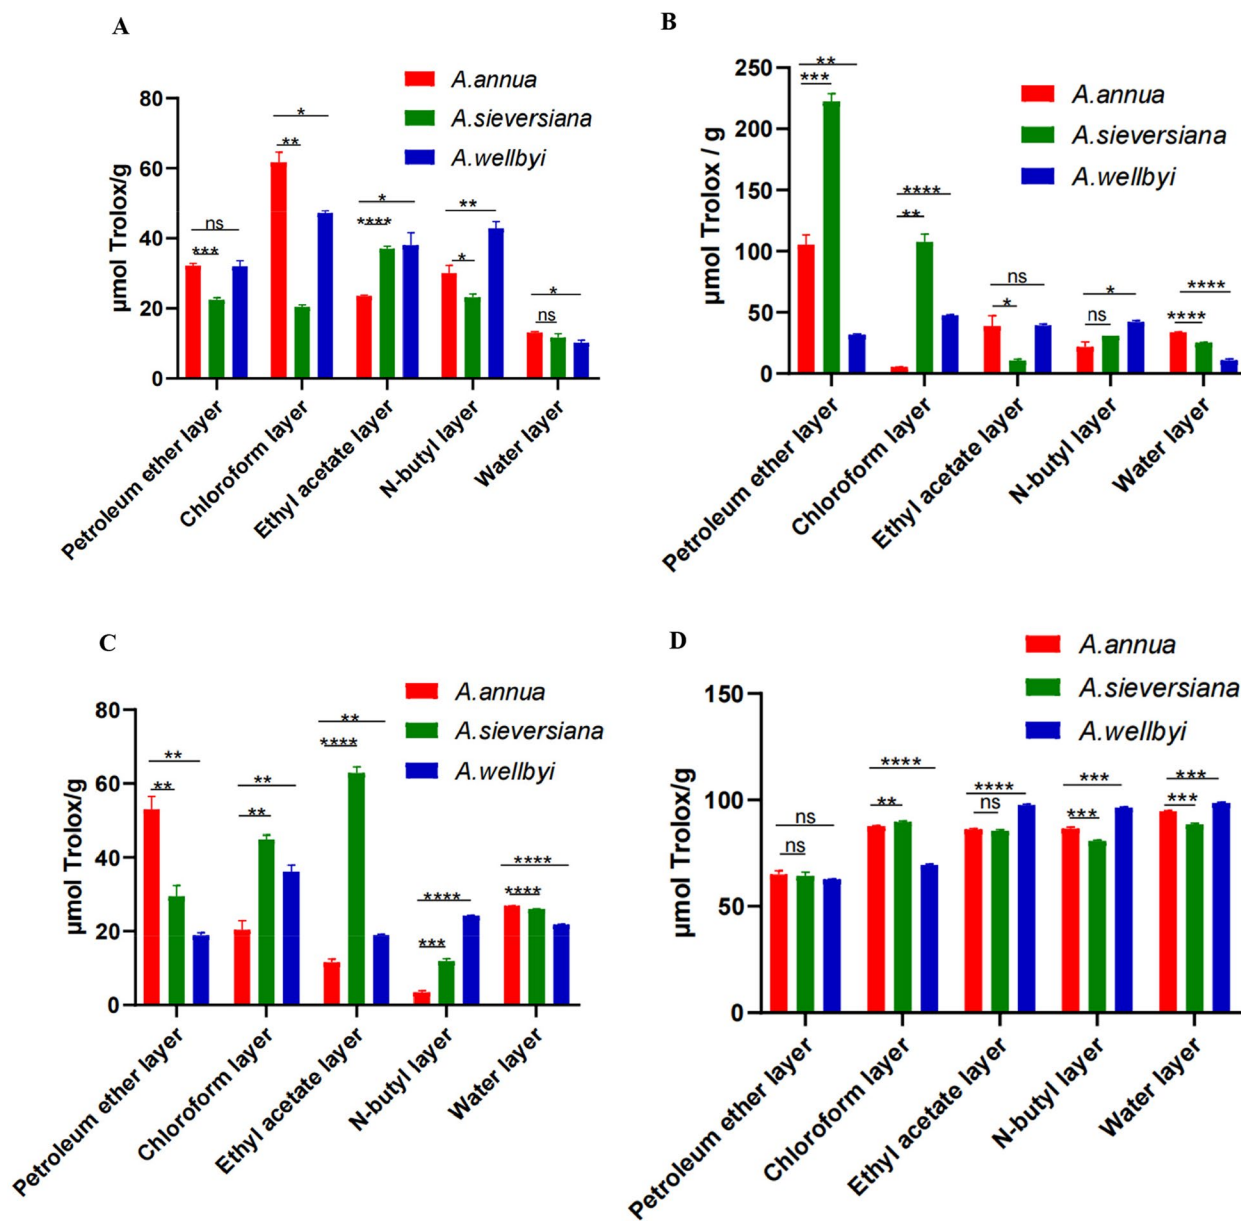 A
A.annua
A.sieversiana
A.wellbyi
µmol Trolox/g
80
60
40
20
0
ns
***
*
**
*
****
**
*
*
ns
Petroleum ether layer
Chloroform layer
Ethyl acetate layer
N-butyl layer
Water layer
B
A.annua
A.sieversiana
A.wellbyi
µmol Trolox / g
250
200
150
100
50
0
**
***
****
**
ns
*
*
ns
****
****
Petroleum ether layer
Chloroform layer
Ethyl acetate layer
N-butyl layer
Water layer
C
A.annua
A.sieversiana
A.wellbyi
µmol Trolox/g
80
60
40
20
0
**
**
**
**
**
****
****
***
****
****
Petroleum ether layer
Chloroform layer
Ethyl acetate layer
N-butyl layer
Water layer
D
A.annua
A.sieversiana
A.wellbyi
µmol Trolox/g
150
100
50
0
ns
ns
****
**
****
ns
***
***
***
***
Petroleum ether layer
Chloroform layer
Ethyl acetate layer
N-butyl layer
Water layer